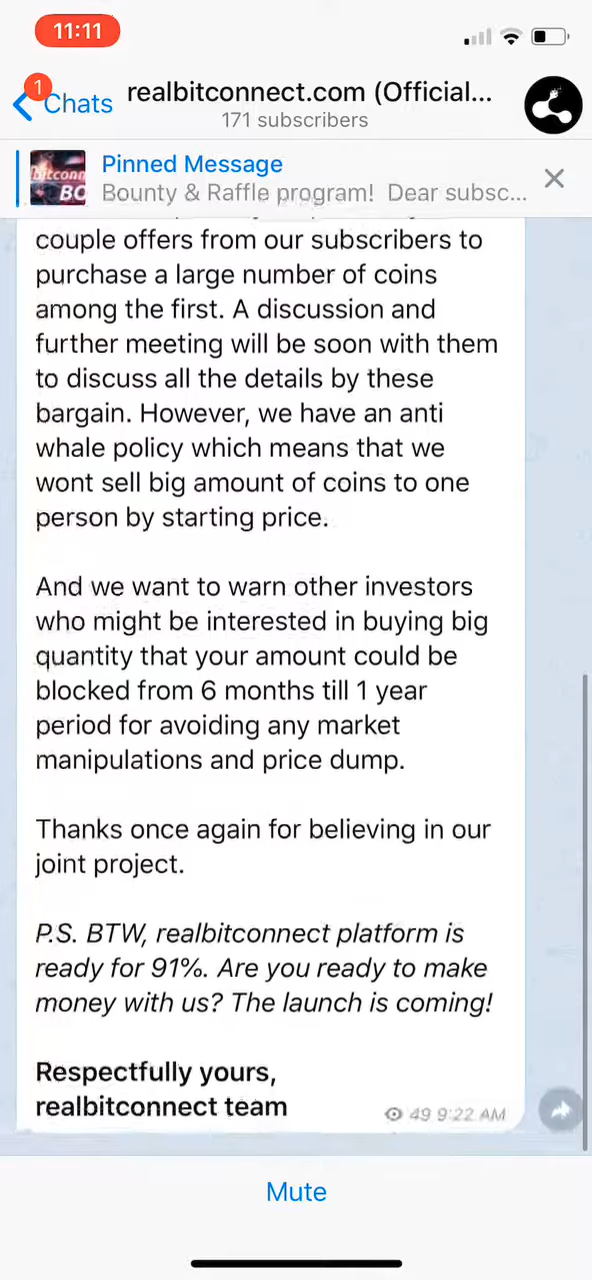 11:11
1
Chats
realbitconnect.com (Official...
171 subscribers
Pinned Message
Bounty & Raffle program! Dear subsc...
bitconn
BO
couple offers from our subscribers to
purchase a large number of coins
among the first. A discussion and
further meeting will be soon with them
to discuss all the details by these
bargain. However, we have an anti
whale policy which means that we
wont sell big amount of coins to one
person by starting price.
And we want to warn other investors
who might be interested in buying big
quantity that your amount could be
blocked from 6 months till 1 year
period for avoiding any market
manipulations and price dump.
Thanks once again for believing in our
joint project.
P.S. BTW, realbitconnect platform is
ready for 91%. Are you ready to make
money with us? The launch is coming!
Respectfully yours,
realbitconnect team
49 9:22 AM
Mute